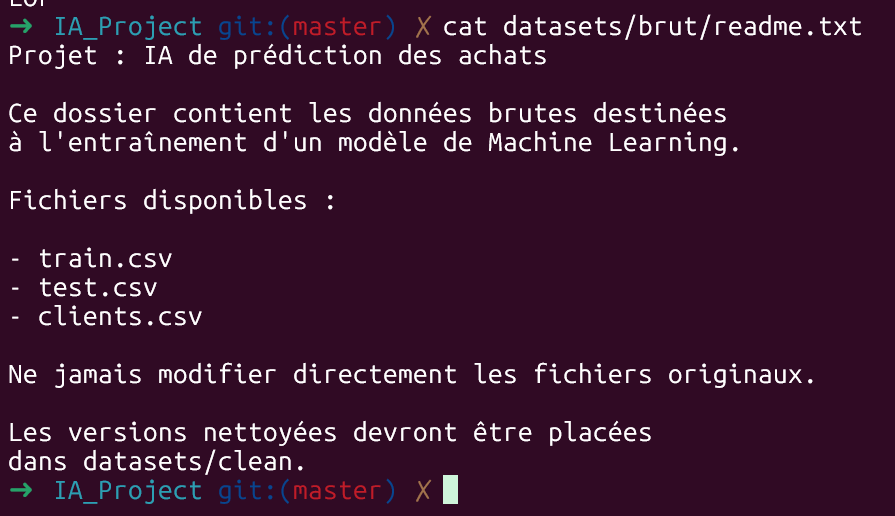 EOF
➜ IA_Project git:(master) ✗ cat datasets/brut/readme.txt
Projet : IA de prédiction des achats
Ce dossier contient les données brutes destinées
à l'entraînement d'un modèle de Machine Learning.
Fichiers disponibles :
- train.csv
- test.csv
- clients.csv
Ne jamais modifier directement les fichiers originaux.
Les versions nettoyées devront être placées
dans datasets/clean.
➜ IA_Project git:(master) ✗